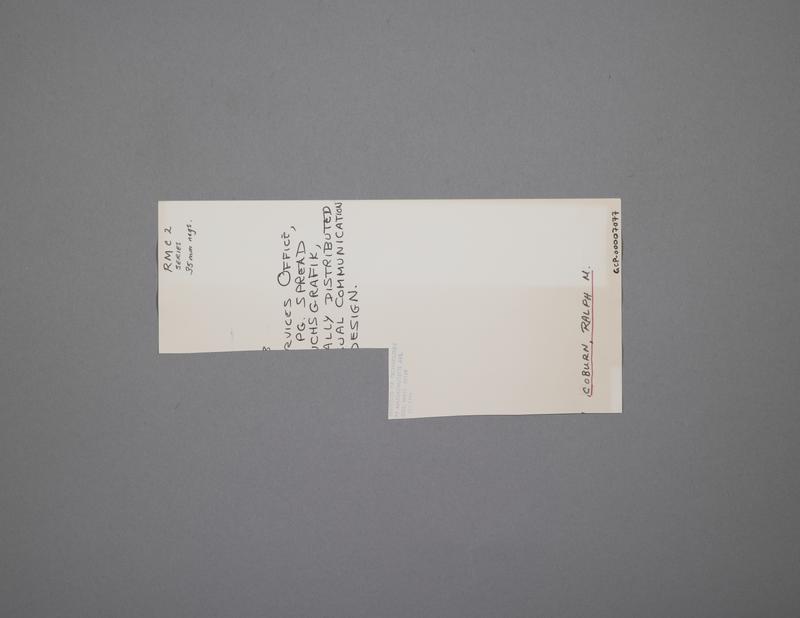 RMC 2
SERIES
35 mm negs.
RVICES OFFICE,
PG. SPREAD
UCHSGRAFIK,
ALLY DISTRIBUTED
UAL COMMUNICATION
DESIGN.
COBURN, RALPH M.
GCR.00007077